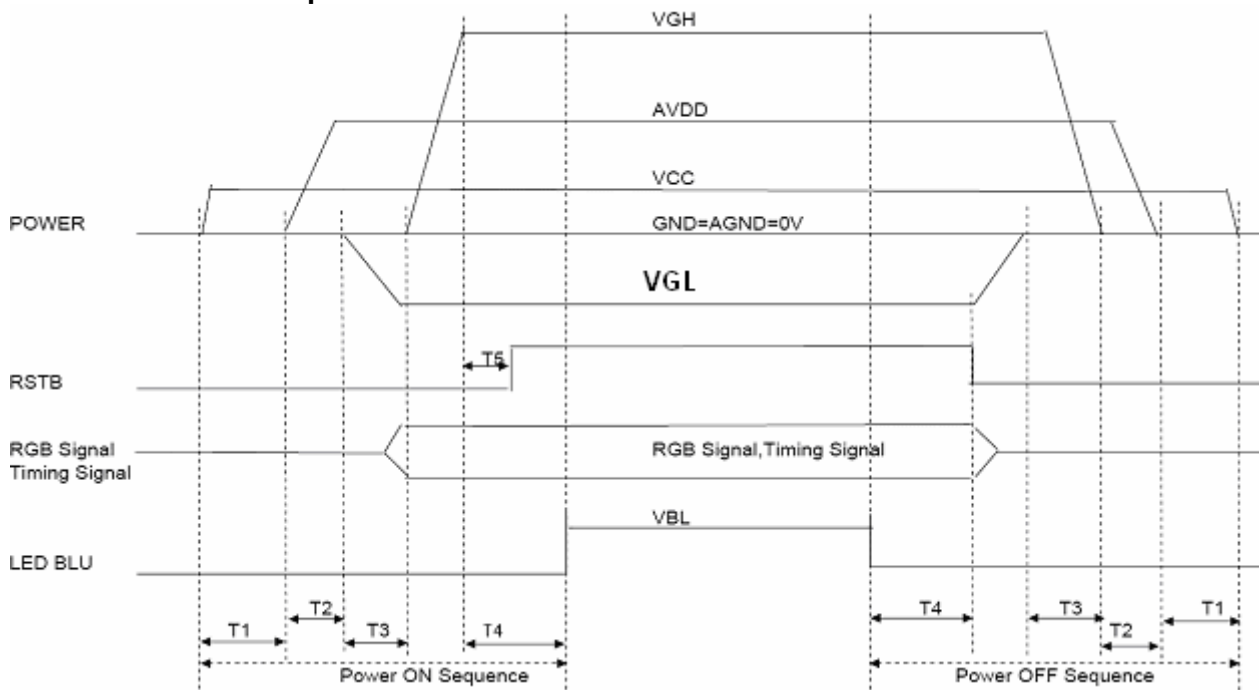 VGH
AVDD
VCC
POWER
GND=AGND=0V
VGL
T5
RSTB
RGB Signal
Timing Signal
RGB Signal,Timing Signal
VBL
LED BLU
T1
T2
T3
T4
T4
T3
T2
T1
Power ON Sequence
Power OFF Sequence